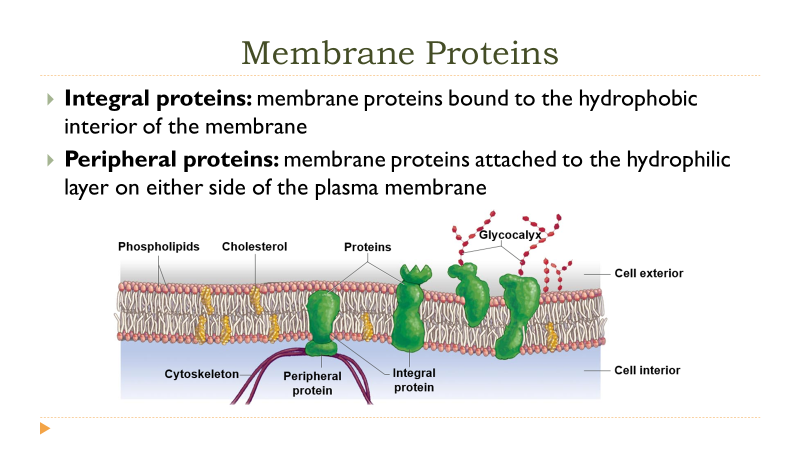 Membrane Proteins
Integral proteins: membrane proteins bound to the hydrophobic
interior of the membrane
Peripheral proteins: membrane proteins attached to the hydrophilic
layer on either side of the plasma membrane
Glycocalyx
Phospholipids
Cholesterol
Proteins
Cell exterior
Cytoskeleton
Peripheral
protein
Integral
protein
Cell interior